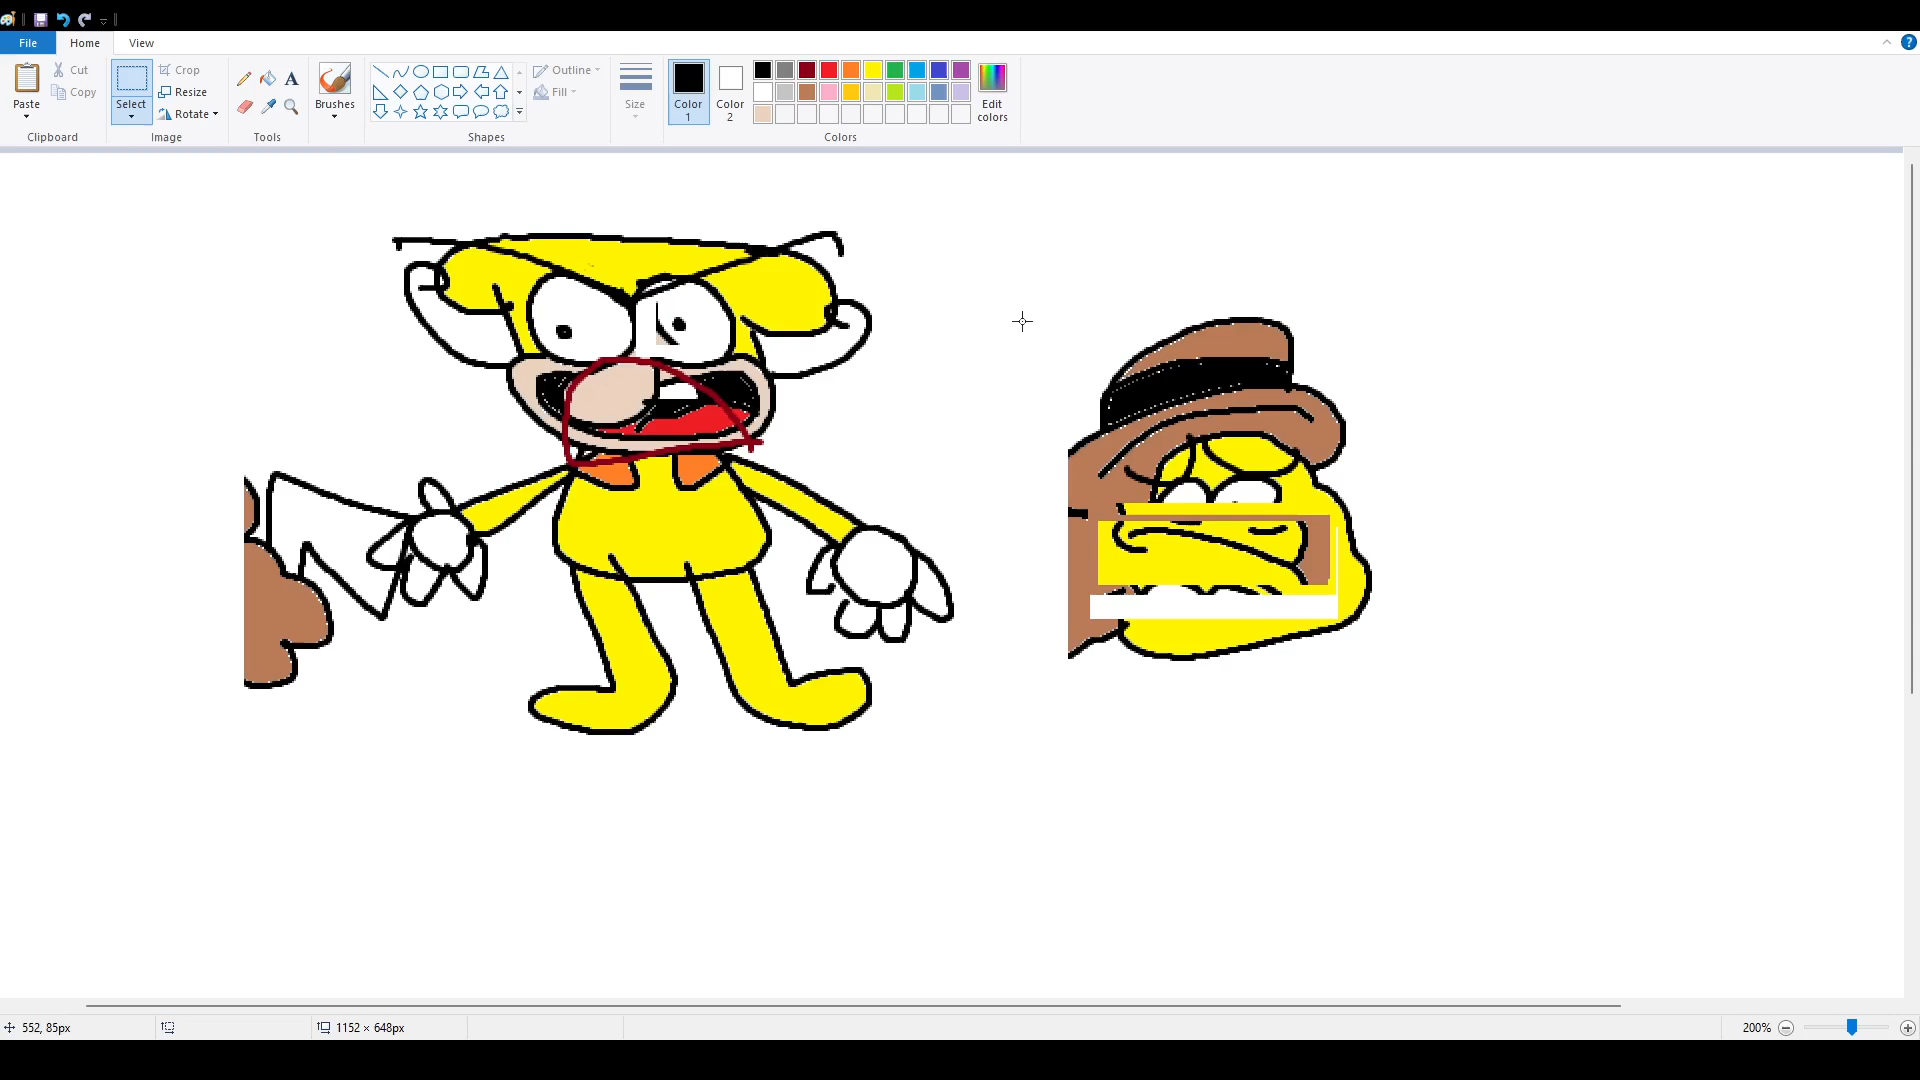 File Home View
?
Paste Cut Copy
Clipboard
Select Crop Resize Rotate
Image
A
Tools
Brushes
Shapes
Outline Fill
Size
Color 1
Color 2
Edit colors
Colors
552, 85px
1152 × 648px
200%